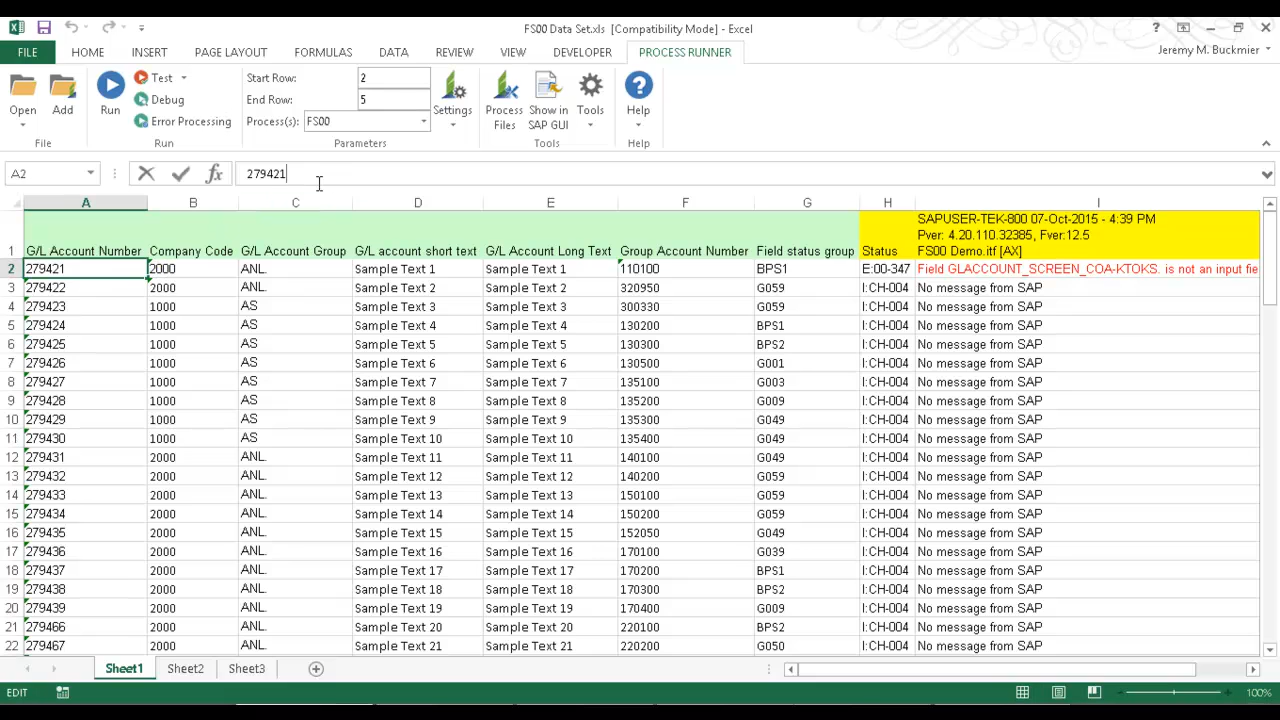 FS00 Data Set.xls [Compatibility Mode] - Excel
FILE HOME INSERT PAGE LAYOUT FORMULAS DATA REVIEW VIEW DEVELOPER PROCESS RUNNER Jeremy M. Buckmier
Open Add Run Test Debug Error Processing
Start Row: 2
End Row: 5
Process(s): FS00
Settings Process Files Show in SAP GUI Tools Help
File Run Parameters Tools Help
A2 fx 279421
A B C D E F G H I
SAPUSER-TEK-800 07-Oct-2015 - 4:39 PM
Pver: 4.20.110.32385, Fver:12.5
1 G/L Account Number Company Code G/L Account Group G/L account short text G/L Account Long Text Group Account Number Field status group Status FS00 Demo.itf [AX]
2 279421 2000 ANL. Sample Text 1 Sample Text 1 110100 BPS1 E:00-347 Field GLACCOUNT_SCREEN_COA-KTOKS. is not an input fie
3 279422 2000 ANL. Sample Text 2 Sample Text 2 320950 G059 I:CH-004 No message from SAP
4 279423 1000 AS Sample Text 3 Sample Text 3 300330 G059 I:CH-004 No message from SAP
5 279424 1000 AS Sample Text 4 Sample Text 4 130200 BPS1 I:CH-004 No message from SAP
6 279425 1000 AS Sample Text 5 Sample Text 5 130300 BPS2 I:CH-004 No message from SAP
7 279426 1000 AS Sample Text 6 Sample Text 6 130500 G001 I:CH-004 No message from SAP
8 279427 1000 AS Sample Text 7 Sample Text 7 135100 G003 I:CH-004 No message from SAP
9 279428 1000 AS Sample Text 8 Sample Text 8 135200 G009 I:CH-004 No message from SAP
10 279429 1000 AS Sample Text 9 Sample Text 9 135300 G049 I:CH-004 No message from SAP
11 279430 1000 AS Sample Text 10 Sample Text 10 135400 G049 I:CH-004 No message from SAP
12 279431 2000 ANL. Sample Text 11 Sample Text 11 140100 G049 I:CH-004 No message from SAP
13 279432 2000 ANL. Sample Text 12 Sample Text 12 140200 G059 I:CH-004 No message from SAP
14 279433 2000 ANL. Sample Text 13 Sample Text 13 150100 G059 I:CH-004 No message from SAP
15 279434 2000 ANL. Sample Text 14 Sample Text 14 150200 G059 I:CH-004 No message from SAP
16 279435 2000 ANL. Sample Text 15 Sample Text 15 152050 G049 I:CH-004 No message from SAP
17 279436 2000 ANL. Sample Text 16 Sample Text 16 170100 G039 I:CH-004 No message from SAP
18 279437 2000 ANL. Sample Text 17 Sample Text 17 170200 BPS1 I:CH-004 No message from SAP
19 279438 2000 ANL. Sample Text 18 Sample Text 18 170300 BPS2 I:CH-004 No message from SAP
20 279439 2000 ANL. Sample Text 19 Sample Text 19 170400 G009 I:CH-004 No message from SAP
21 279466 2000 ANL. Sample Text 20 Sample Text 20 220100 BPS2 I:CH-004 No message from SAP
22 279467 2000 ANL. Sample Text 21 Sample Text 21 220200 G050 I:CH-004 No message from SAP
Sheet1 Sheet2 Sheet3
EDIT 100%